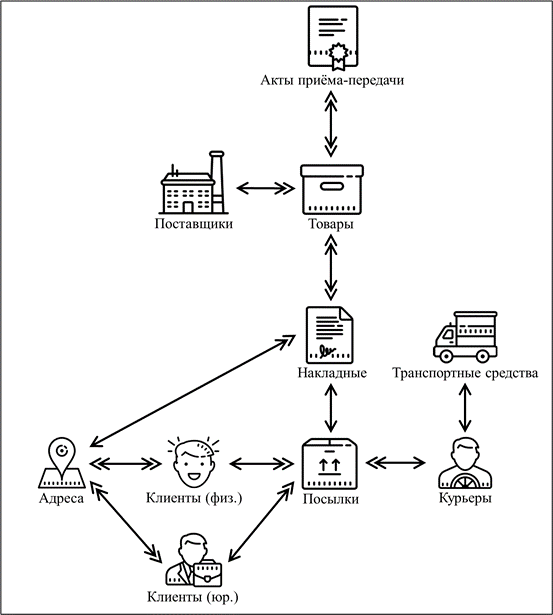 Акты приёма-передачи
Поставщики
Товары
Накладные
Транспортные средства
Адреса
Клиенты (физ.)
Посылки
Курьеры
Клиенты (юр.)